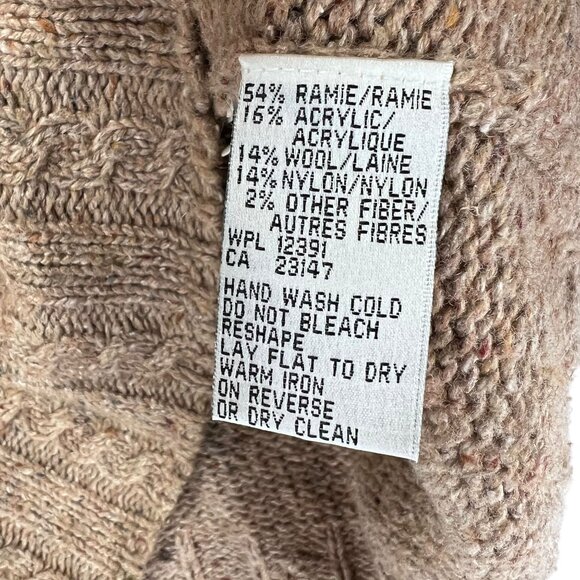 54% RAMIE/RAMIE
16% ACRYLIC/
ACRYLIQUE
14% WOOL/LAINE
14% NYLON/NYLON
2% OTHER FIBER/
AUTRES FIBRES
WPL 12391
CA 23147
HAND WASH COLD
DO NOT BLEACH
RESHAPE
LAY FLAT TO DRY
WARM IRON
ON REVERSE
OR DRY CLEAN